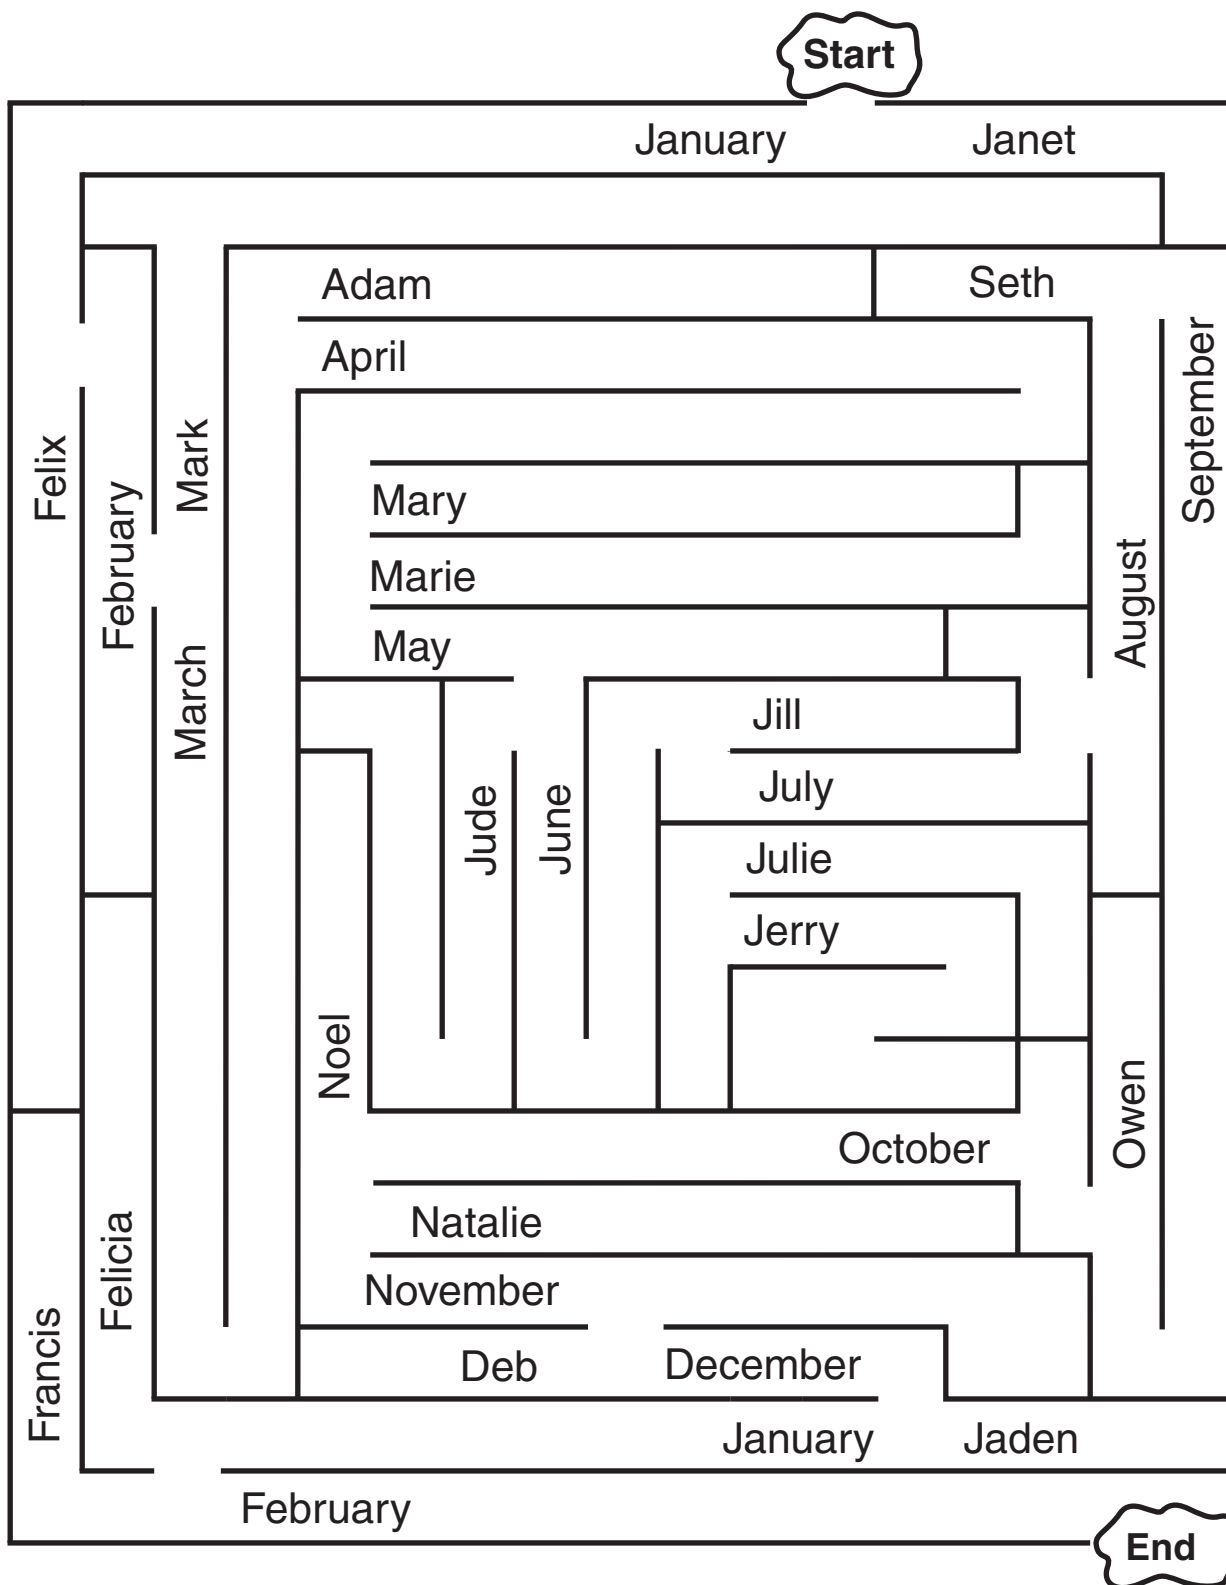 Start
January
Janet
Adam
Seth
April
September
Felix
February
Mark
Mary
Marie
August
May
March
Jill
July
Jude
June
Julie
Jerry
Noel
Owen
October
Natalie
Felicia
November
Francis
Deb
December
January
Jaden
February
End